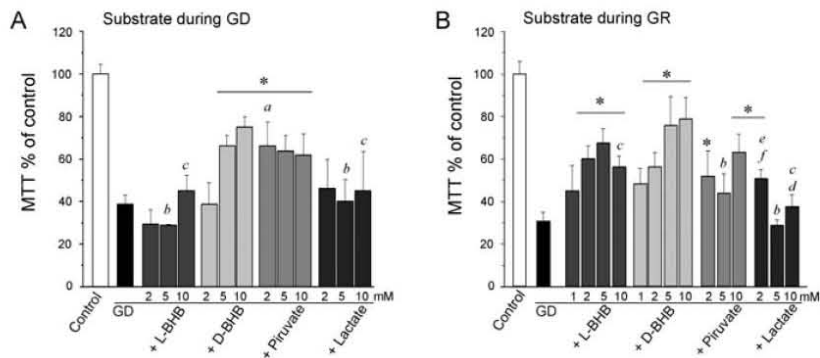 A
Substrate during GD
MTT % of control
120
100
80
60
40
20
0
*
a
b
c
b
c
2 5 10 2 5 10 2 5 10 2 5 10 mM
Control
GD
+ L-BHB
+ D-BHB
+ Piruvate
+ Lactate
B
Substrate during GR
MTT % of control
120
100
80
60
40
20
0
*
c
*
*
b
*
e
f
b
c
d
1 2 5 10 1 2 5 10 2 5 10 2 5 10 mM
Control
GD
+ L-BHB
+ D-BHB
+ Piruvate
+ Lactate